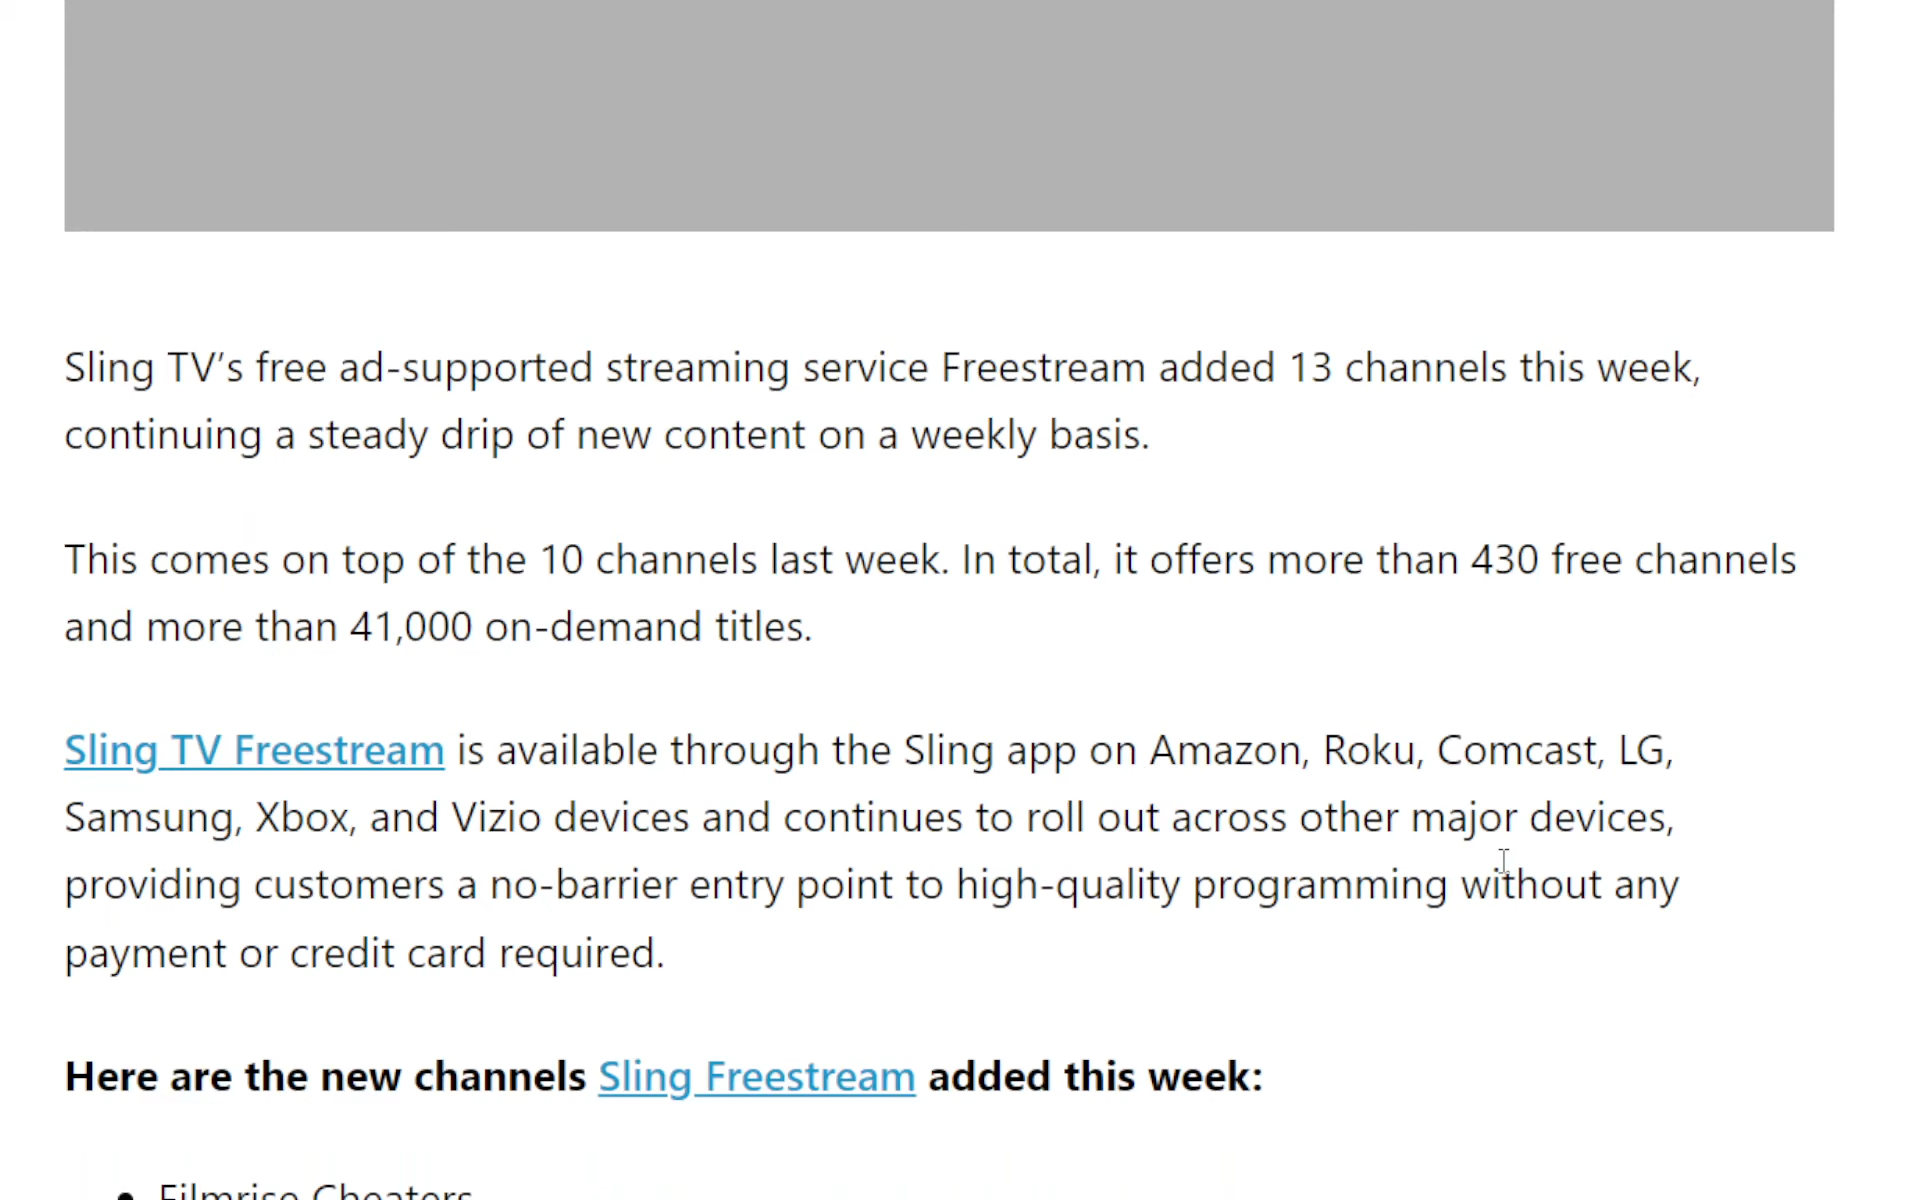 Sling TV’s free ad-supported streaming service Freestream added 13 channels this week,
continuing a steady drip of new content on a weekly basis.
This comes on top of the 10 channels last week. In total, it offers more than 430 free channels
and more than 41,000 on-demand titles.
Sling TV Freestream is available through the Sling app on Amazon, Roku, Comcast, LG,
Samsung, Xbox, and Vizio devices and continues to roll out across other major devices,
providing customers a no-barrier entry point to high-quality programming without any
payment or credit card required.
Here are the new channels Sling Freestream added this week:
• Filmrise Cheaters